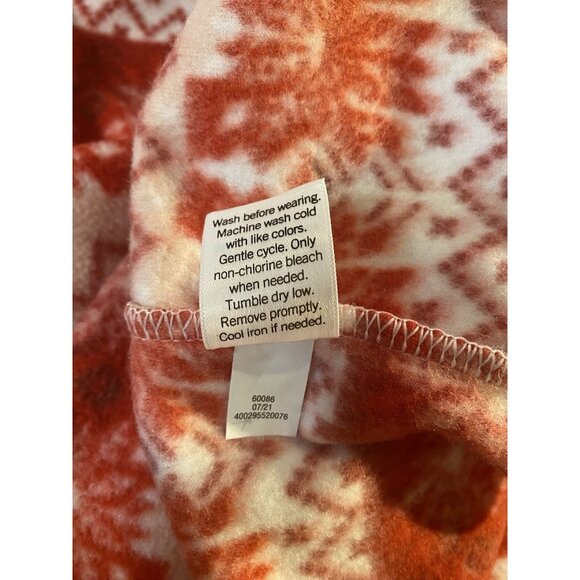 Wash before wearing.
Machine wash cold
with like colors.
Gentle cycle. Only
non-chlorine bleach
when needed.
Tumble dry low.
Remove promptly.
Cool iron if needed.
60086
07/21
400295520076